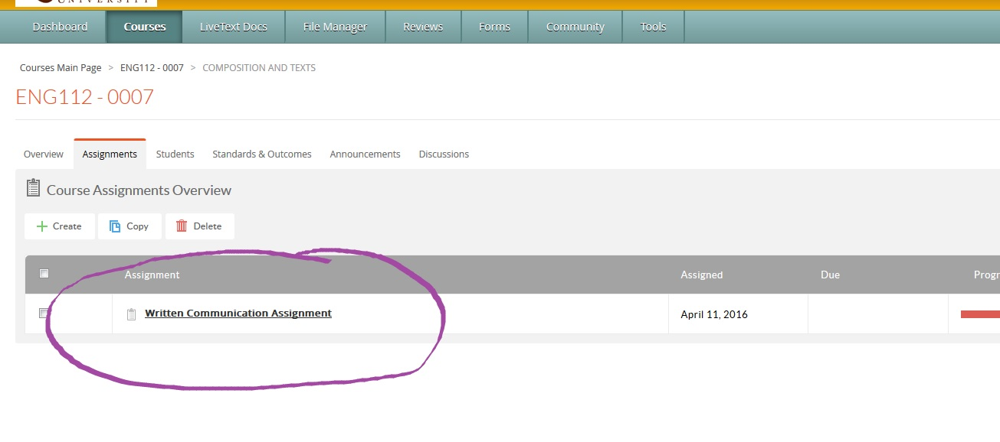 UNIVERSITY
Dashboard Courses LiveText Docs File Manager Reviews Forms Community Tools
Courses Main Page > ENG112 - 0007 > COMPOSITION AND TEXTS
ENG112 - 0007
Overview Assignments Students Standards & Outcomes Announcements Discussions
Course Assignments Overview
Create Copy Delete
Assignment Assigned Due Progr
Written Communication Assignment April 11, 2016